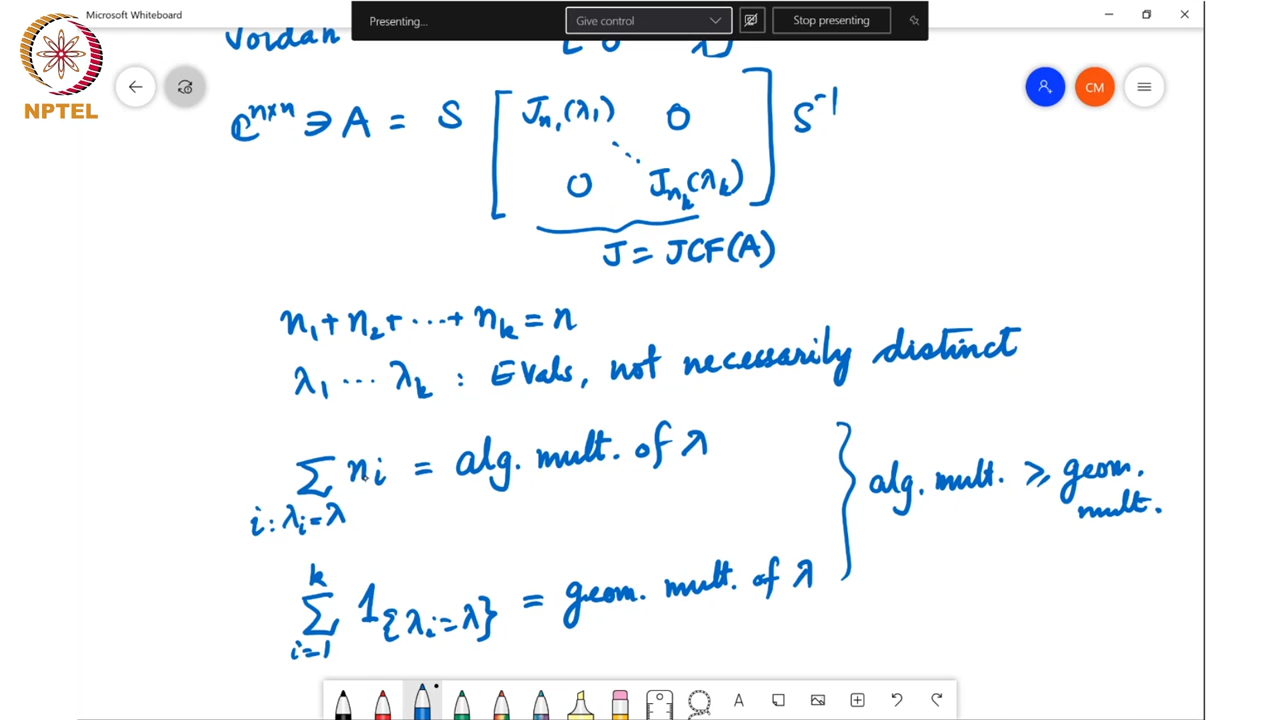 Microsoft Whiteboard
Presenting...
Give control
Stop presenting
NPTEL
CM
Jordan [ 0 λ]
ℂⁿˣⁿ ∋ A = S [ J_{n_1}(λ_1) 0
⋱
0 J_{n_k}(λ_k) ] S⁻¹
J = JCF(A)
n_1 + n_2 + ⋯ + n_k = n
λ_1 ⋯ λ_k : Evals, not necessarily distinct
∑_{i: λ_i = λ} n_i = alg. mult. of λ
alg. mult. ≥ geom. mult.
∑_{i=1}^{k} 1_{\{λ_i = λ\}} = geom. mult. of λ
A